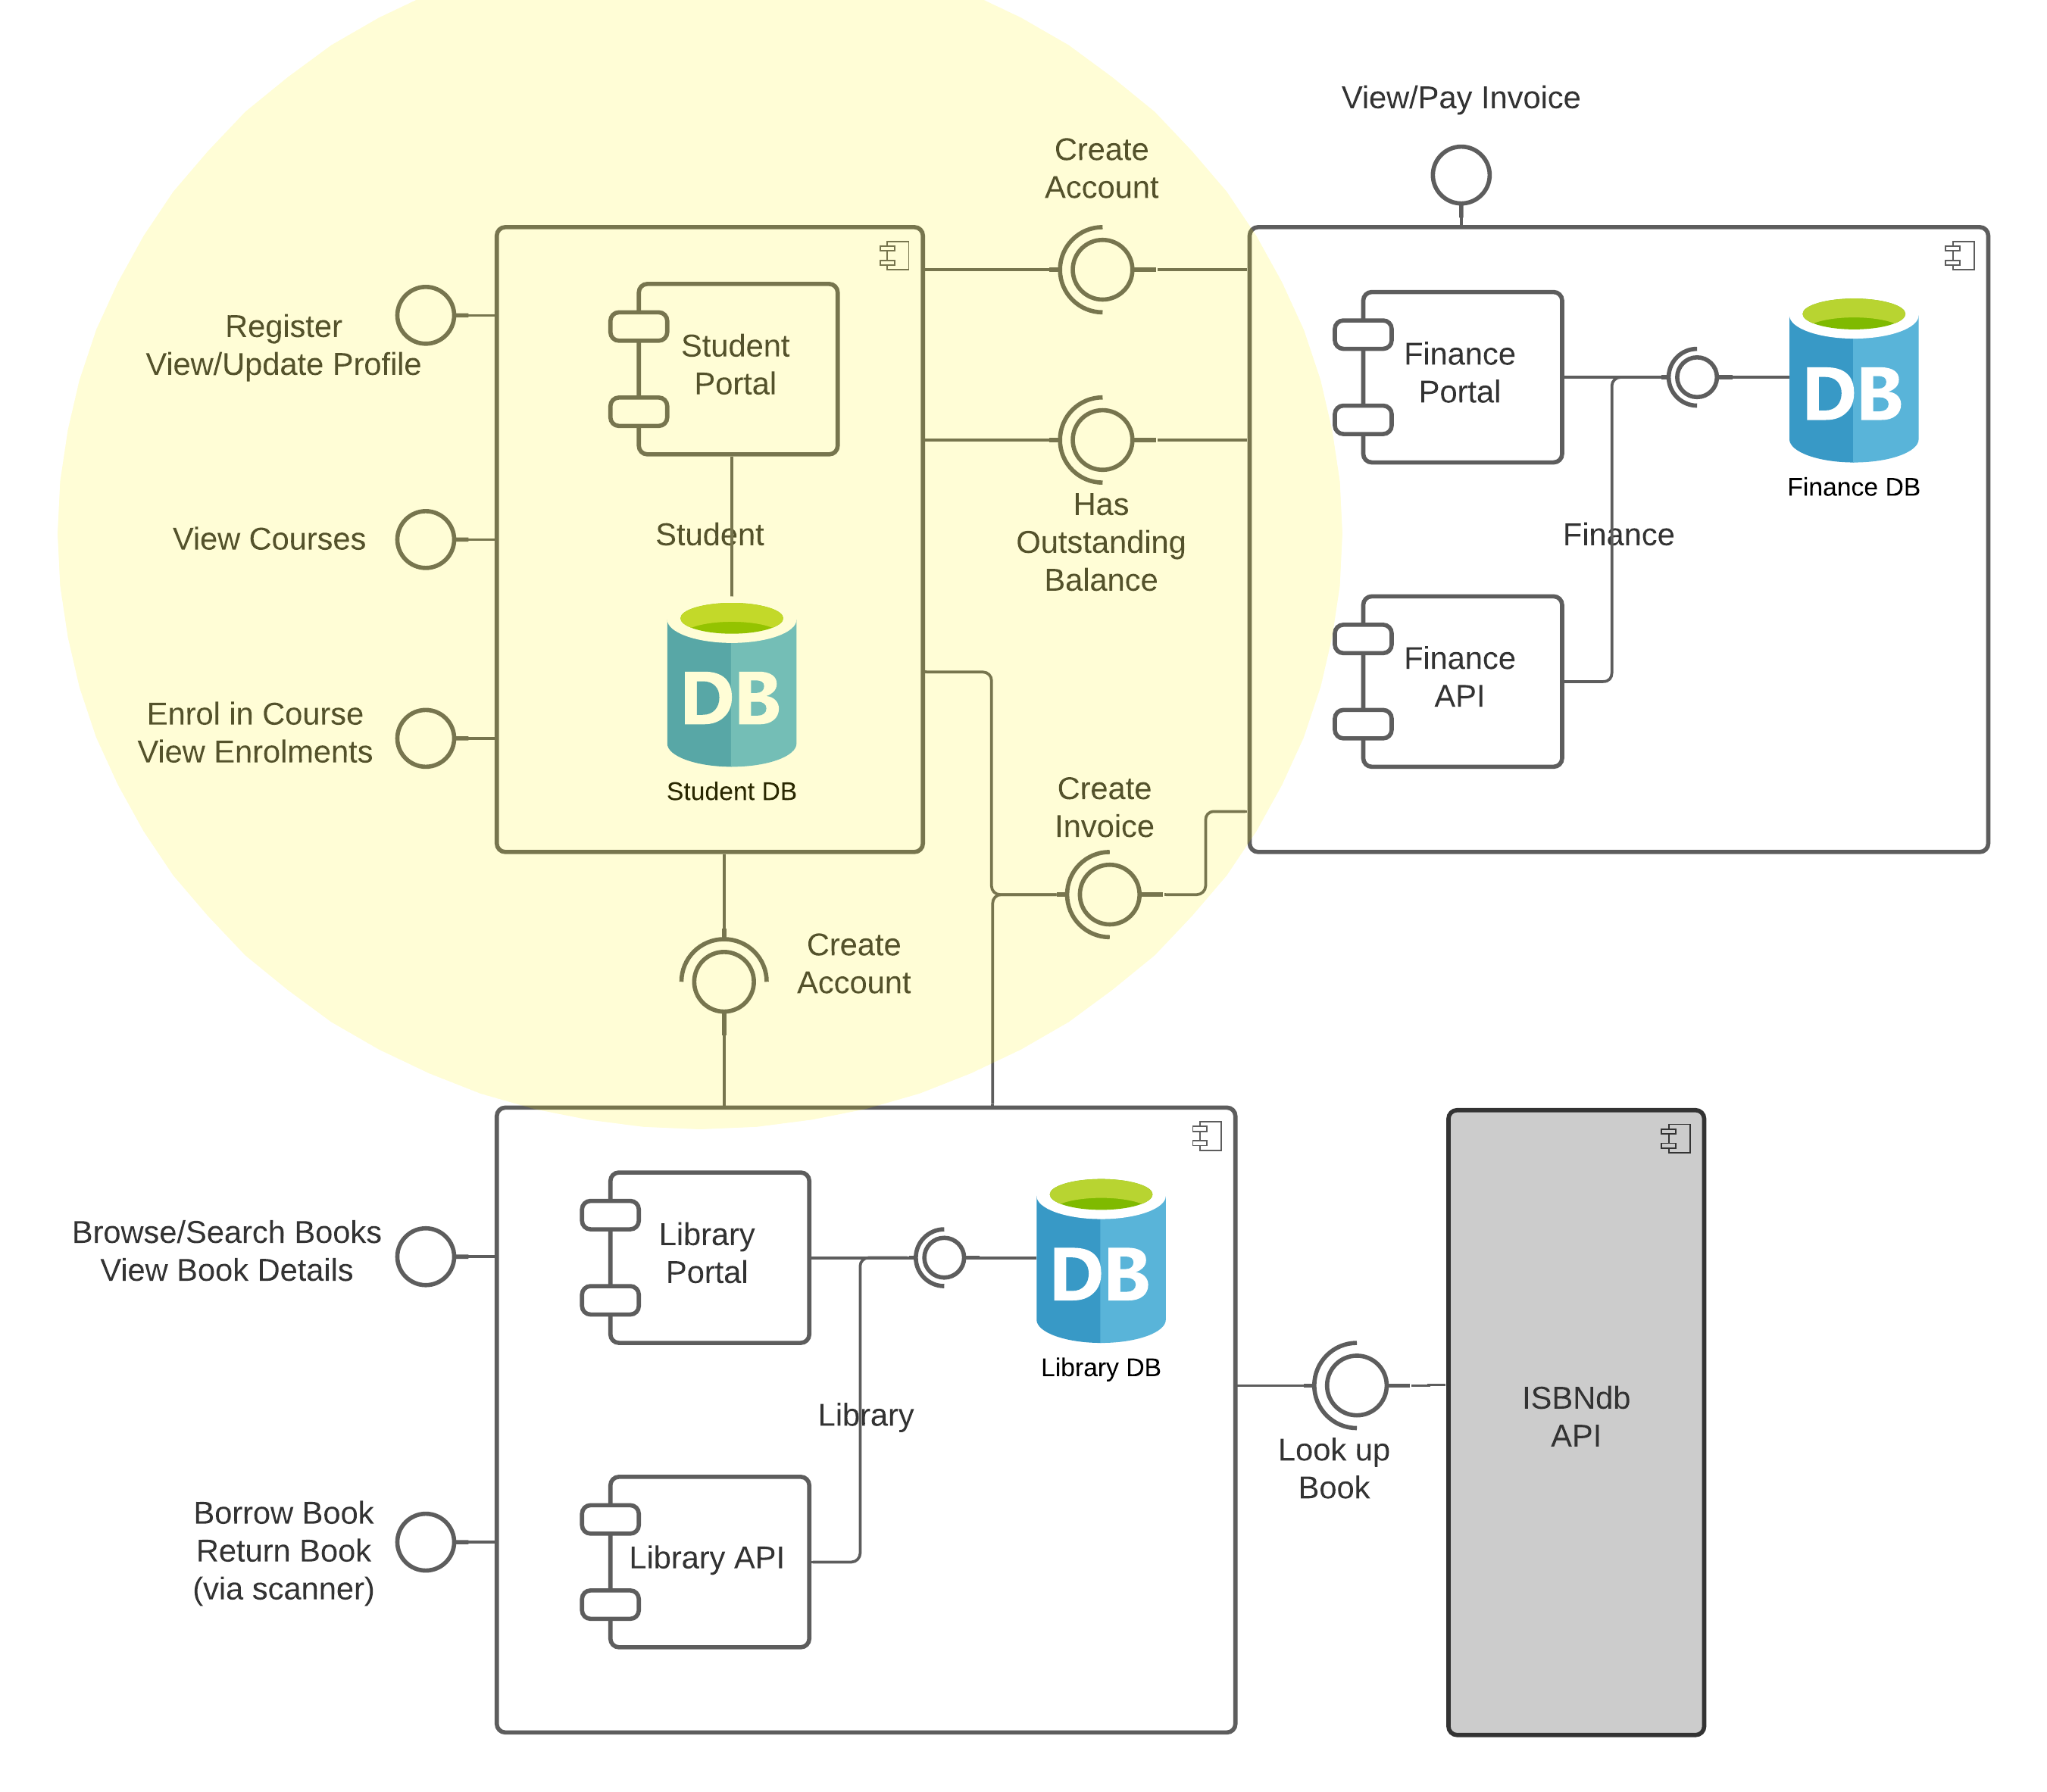 View/Pay Invoice
Create
Account
Register
View/Update Profile
Student
Portal
Finance
Portal
DB
Finance DB
View Courses
Student
Has
Outstanding
Balance
Finance
Enrol in Course
View Enrolments
DB
Student DB
Finance
API
Create
Invoice
Create
Account
Browse/Search Books
View Book Details
Library
Portal
DB
Library DB
Library
Look up
Book
ISBNdb
API
Borrow Book
Return Book
(via scanner)
Library API